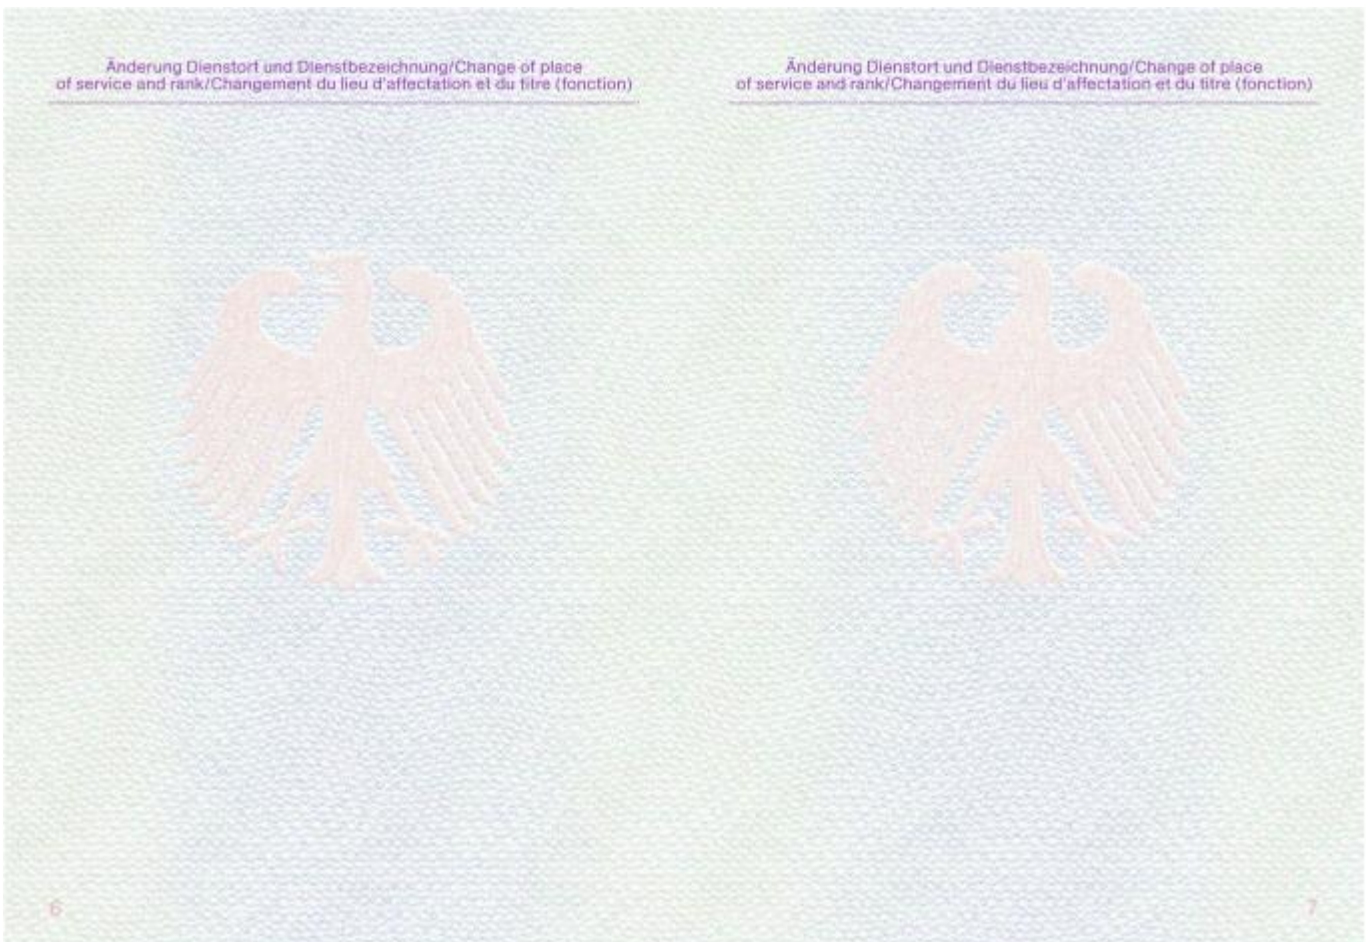 Änderung Dienstort und Dienstbezeichnung/Change of place
of service and rank/Changement du lieu d'affectation et du titre (fonction)
6
Änderung Dienstort und Dienstbezeichnung/Change of place
of service and rank/Changement du lieu d'affectation et du titre (fonction)
7